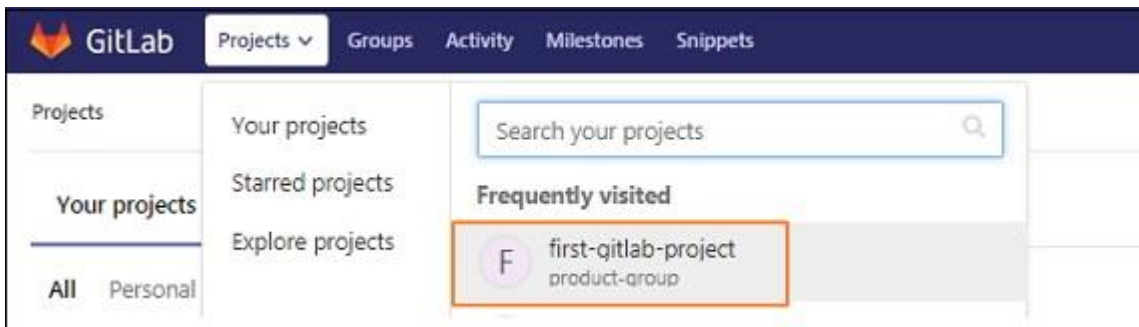 GitLab Projects Groups Activity Milestones Snippets
Projects
Your projects
Starred projects
Explore projects
Search your projects
Frequently visited
F
first-gitlab-project
product-group
Your projects
All Personal